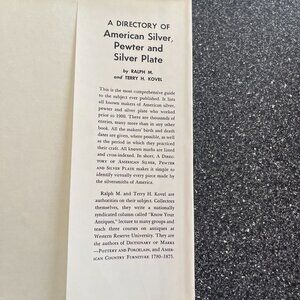 A DIRECTORY OF
American Silver,
Pewter and
Silver Plate
by RALPH M.
and TERRY H. KOVEL
This is the most comprehensive guide
to the subject ever published. It lists
all known makers of American silver,
pewter and silver plate who worked
prior to 1900. There are thousands of
entries, many more than in any other
book. All the makers' birth and death
dates are given, where possible, as well
as the period in which they practiced
their craft. All known marks are listed
and cross-indexed. In short, A DIREC-
TORY OF AMERICAN SILVER, PEWTER
AND SILVER PLATE makes it simple to
identify virtually every piece made by the
silversmiths of America.
Ralph M. and Terry H. Kovel are
authorities on their subject. Collectors
themselves, they write a nationally
syndicated column called "Know Your
Antiques," lecture to many groups and
teach three courses on antiques at
Western Reserve University. They are
the authors of DICTIONARY OF MARKS
—POTTERY AND PORCELAIN, and AMER-
ICAN COUNTRY FURNITURE 1780–1875.